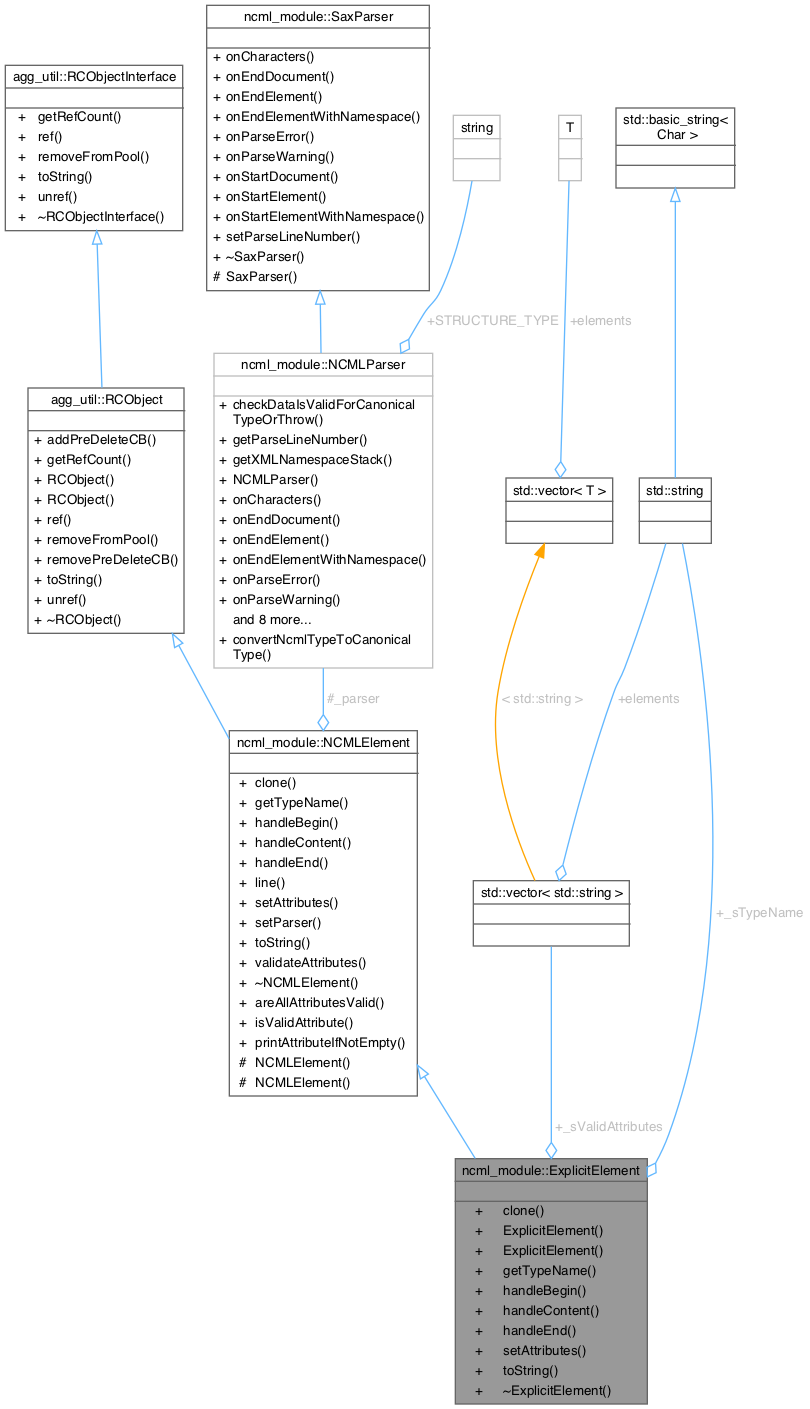 ncml_module::SaxParser
+ onCharacters()
+ onEndDocument()
+ onEndElement()
+ onEndElementWithNamespace()
+ onParseError()
+ onParseWarning()
+ onStartDocument()
+ onStartElement()
+ onStartElementWithNamespace()
+ setParseLineNumber()
+ ~SaxParser()
# SaxParser()
agg_util::RCObjectInterface
+ getRefCount()
+ ref()
+ removeFromPool()
+ toString()
+ unref()
+ ~RCObjectInterface()
string
T
std::basic_string<
Char >
+STRUCTURE_TYPE
+elements
ncml_module::NCMLParser
+ checkDataIsValidForCanonical
TypeOrThrow()
+ getParseLineNumber()
+ getXMLNamespaceStack()
+ NCMLParser()
+ onCharacters()
+ onEndDocument()
+ onEndElement()
+ onEndElementWithNamespace()
+ onParseError()
+ onParseWarning()
and 8 more...
+ convertNcmlTypeToCanonical
Type()
agg_util::RCObject
+ addPreDeleteCB()
+ getRefCount()
+ RCObject()
+ RCObject()
+ ref()
+ removeFromPool()
+ removePreDeleteCB()
+ toString()
+ unref()
+ ~RCObject()
std::vector< T >
std::string
#_parser
< std::string >
+elements
ncml_module::NCMLElement
+ clone()
+ getTypeName()
+ handleBegin()
+ handleContent()
+ handleEnd()
+ line()
+ setAttributes()
+ setParser()
+ toString()
+ validateAttributes()
+ ~NCMLElement()
+ areAllAttributesValid()
+ isValidAttribute()
+ printAttributeIfNotEmpty()
# NCMLElement()
# NCMLElement()
std::vector< std::string >
+_sTypeName
+_sValidAttributes
ncml_module::ExplicitElement
+ clone()
+ ExplicitElement()
+ ExplicitElement()
+ getTypeName()
+ handleBegin()
+ handleContent()
+ handleEnd()
+ setAttributes()
+ toString()
+ ~ExplicitElement()